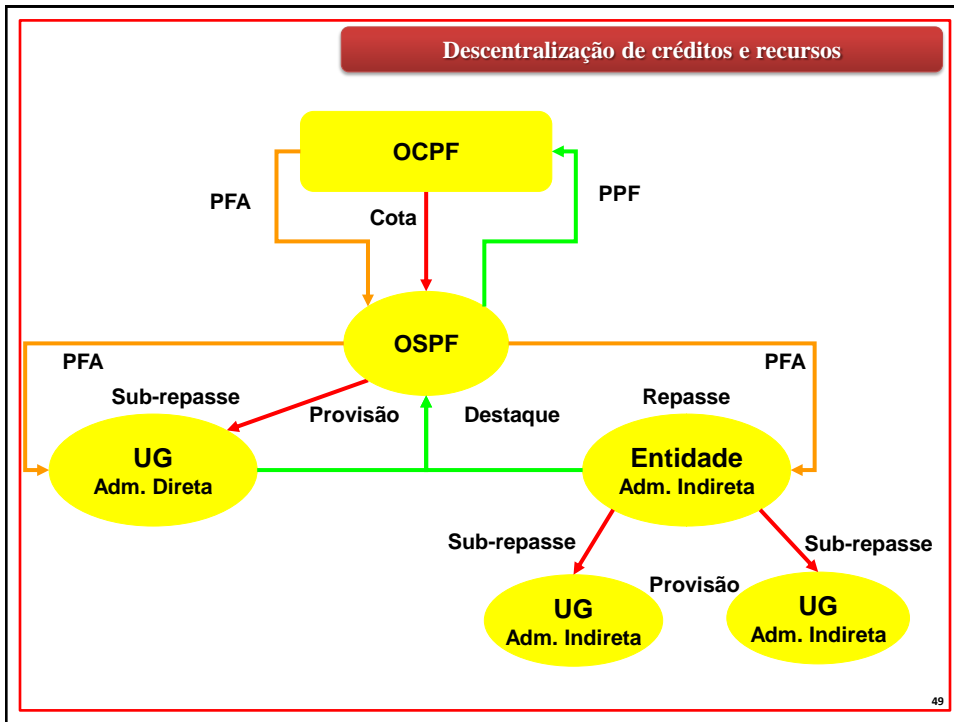 Descentralização de créditos e recursos
OCPF
PFA
PPF
Cota
OSPF
PFA
PFA
Sub-repasse
Provisão
Destaque
Repasse
UG
Adm. Direta
Entidade
Adm. Indireta
Sub-repasse
Sub-repasse
Provisão
UG
Adm. Indireta
UG
Adm. Indireta
49